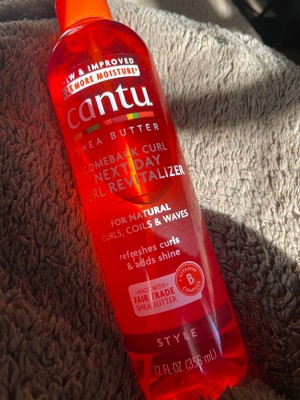 & IMPROVED
MORE MOISTURE*
cantu
SHEA BUTTER
COMEBACK CURL
NEXT DAY
CURL REVITALIZER
FOR NATURAL
CURLS, COILS & WAVES
refreshes curls
& adds shine
MADE WITH
FAIR TRADE
SHEA BUTTER
VITAMIN
B
STYLE
12 FL OZ (355 mL)